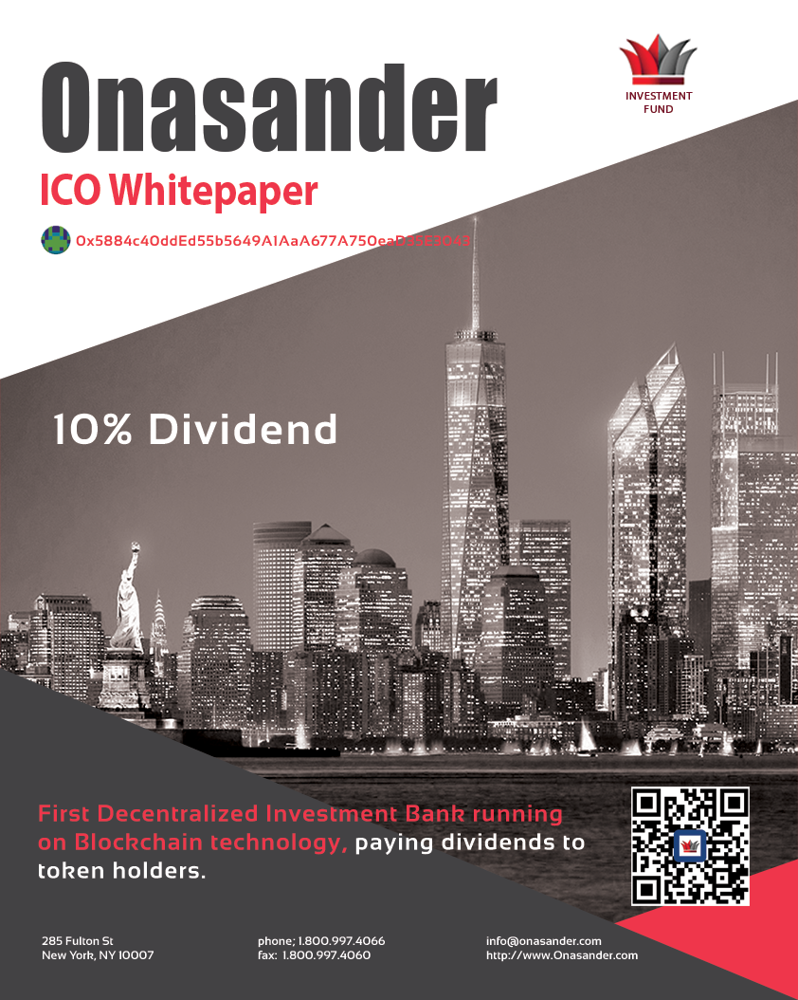 Onasander
INVESTMENT
FUND
ICO Whitepaper
0x5884c40ddEd55b5649A1AaA677A750eaD35E3043
10% Dividend
First Decentralized Investment Bank running
on Blockchain technology, paying dividends to
token holders.
285 Fulton St
New York, NY 10007
phone; 1.800.997.4066
fax: 1.800.997.4060
info@onasander.com
http://www.Onasander.com